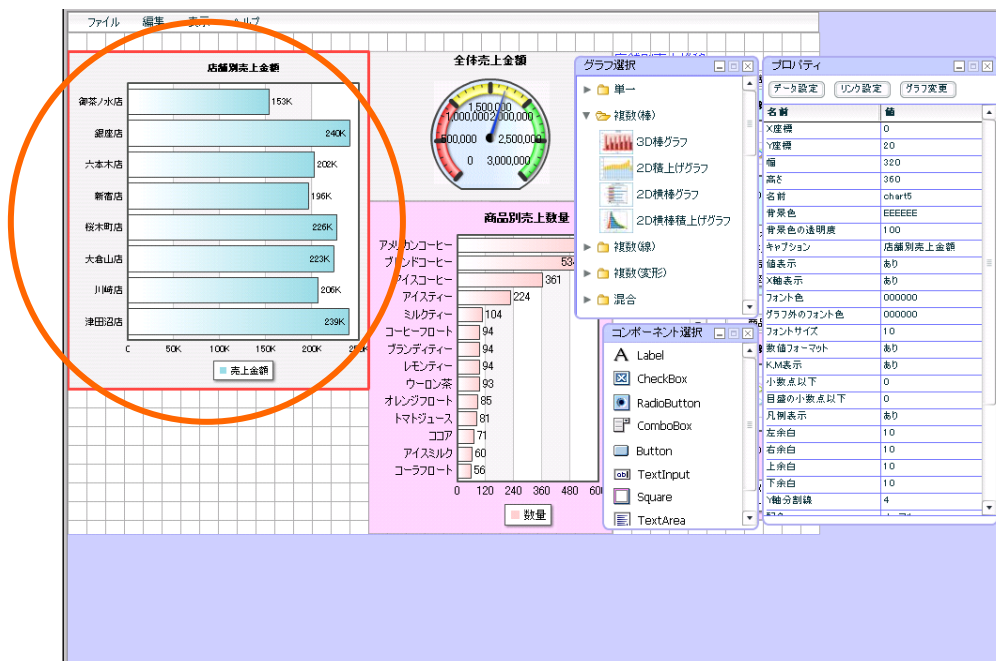 ファイル 編集 表示 ヘルプ
店舗別売上金額
御茶ノ水店 153K
銀座店 240K
六本木店 202K
新宿店 196K
桜木町店 226K
大倉山店 223K
川崎店 206K
津田沼店 239K
0 50K 100K 150K 200K 250K
売上金額
全体売上金額
1,500,000
1,000,000 2,000,000
500,000 2,500,000
0 3,000,000
商品別売上数量
アメリカンコーヒー
ブレンドコーヒー
アイスコーヒー 361
アイスティー 224
ミルクティー 104
コーヒーフロート 94
ブランディティー 94
レモンティー 94
ウーロン茶 93
オレンジフロート 85
トマトジュース 81
ココア 71
アイスミルク 60
コーラフロート 56
0 120 240 360 480
数量
グラフ選択
単一
複数(棒)
3D棒グラフ
2D積上げグラフ
2D横棒グラフ
2D横棒積上げグラフ
複数(線)
複数(変形)
混合
コンポーネント選択
A Label
CheckBox
RadioButton
ComboBox
Button
abl TextInput
Square
TextArea
プロパティ
データ設定 リンク設定 グラフ変更
名前 値
X座標 0
Y座標 20
幅 320
高さ 360
名前 chart5
背景色 EEEEEE
背景色の透明度 100
キャプション 店舗別売上金額
値表示 あり
X軸表示 あり
フォント色 000000
グラフ外のフォント色 000000
フォントサイズ 10
数値フォーマット あり
K,M表示 あり
小数点以下 0
目盛の小数点以下 0
凡例表示 あり
左余白 10
右余白 10
上余白 10
下余白 10
Y軸分割線 4